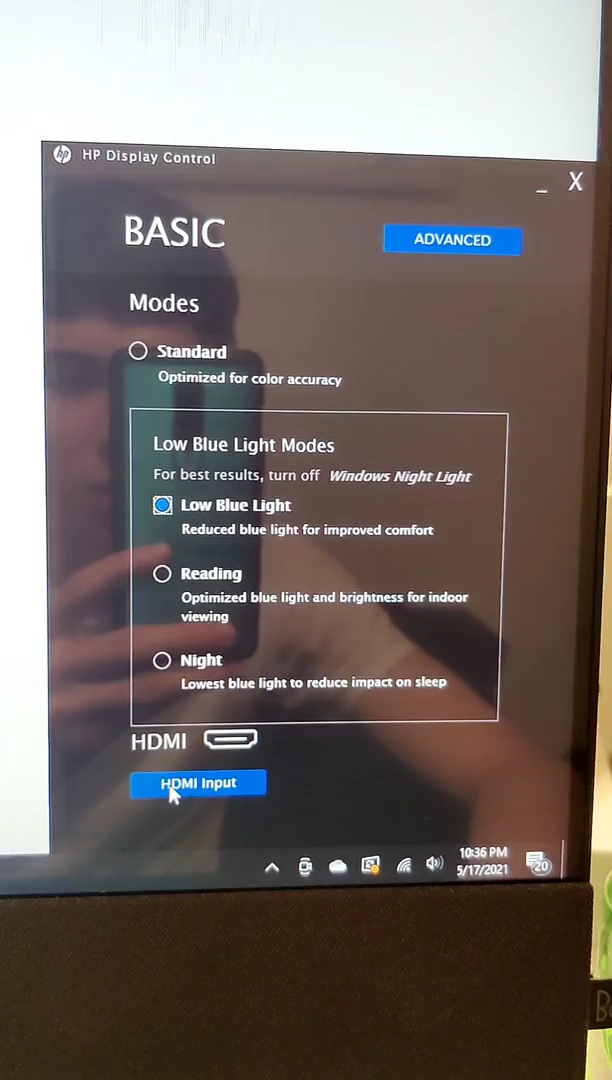 hp HP Display Control
_ X
BASIC
ADVANCED
Modes
Standard
Optimized for color accuracy
Low Blue Light Modes
For best results, turn off Windows Night Light
Low Blue Light
Reduced blue light for improved comfort
Reading
Optimized blue light and brightness for indoor
viewing
Night
Lowest blue light to reduce impact on sleep
HDMI
HDMI Input
10:36 PM
5/17/2021
20